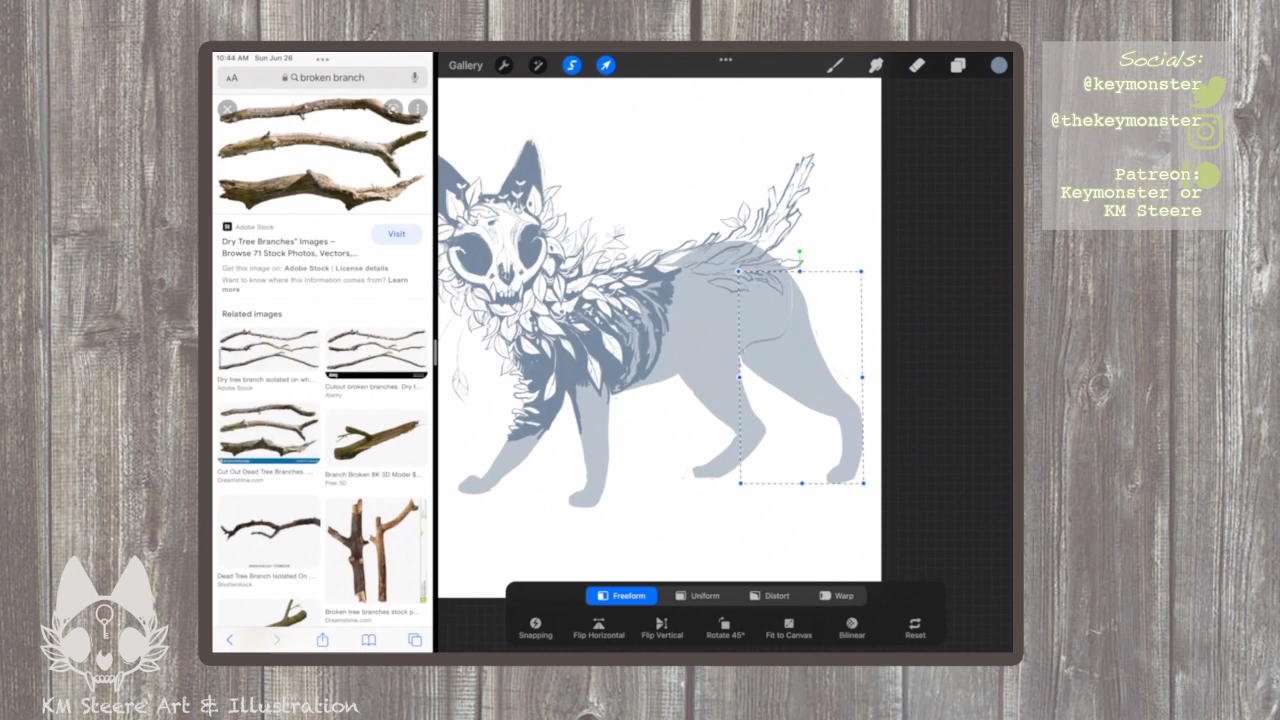 10:44 AM Sun Jun 26
AA
broken branch
Adobe Stock
Dry Tree Branches" Images –
Browse 71 Stock Photos, Vectors,...
Visit
Get this image on: Adobe Stock | License details
Want to know where this information comes from? Learn
more
Related images
Dry tree branch isolated on wh...
Adobe Stock
Cutout broken branches. Dry t...
Alamy
Cut Out Dead Tree Branches, ...
Dreamstime.com
Branch Broken 8K 3D Model $...
Free 3D
Dead Tree Branch Isolated On ...
Shutterstock
Broken tree branches stock p...
Dreamstime.com
Gallery
Freeform
Uniform
Distort
Warp
Snapping
Flip Horizontal
Flip Vertical
Rotate 45°
Fit to Canvas
Bilinear
Reset
Socials:
@keymonster
@thekeymonster
Patreon:
Keymonster or
KM Steere
KM Steere Art & Illustration